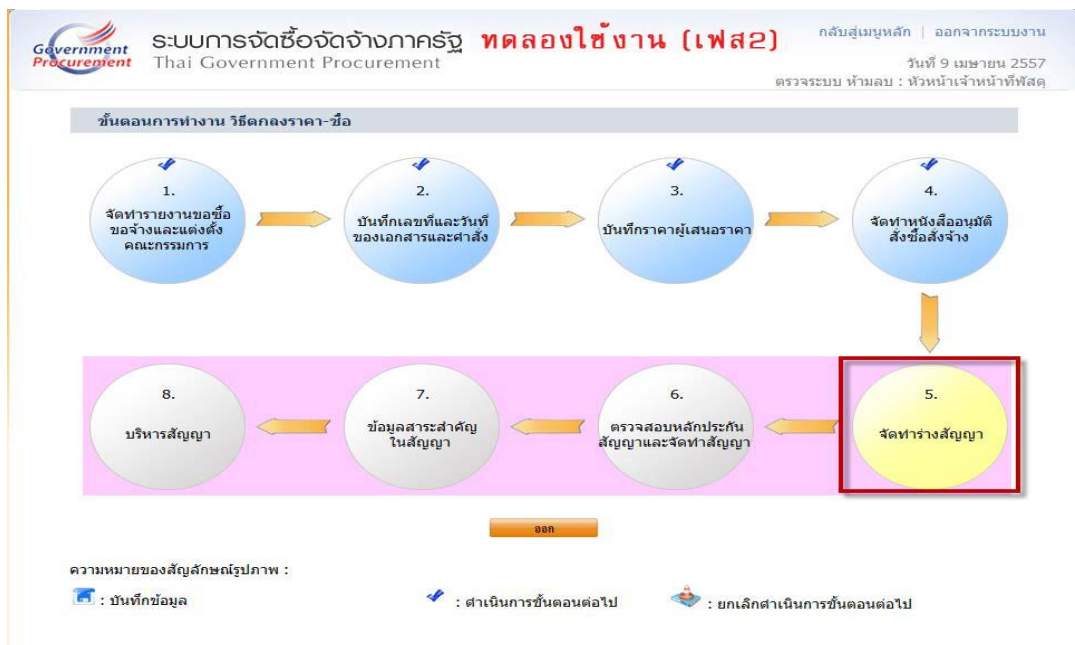 Government
Procurement
ระบบการจัดซื้อจัดจ้างภาครัฐ ทดลองใช้งาน (เฟส2)
Thai Government Procurement
กลับสู่เมนูหลัก | ออกจากระบบงาน
วันที่ 9 เมษายน 2557
ตรวจระบบ ห้ามลบ : หัวหน้าเจ้าหน้าที่พัสดุ
ขั้นตอนการทำงาน วิธีตกลงราคา-ซื้อ
1.
จัดทำรายงานขอซื้อ
ขอจ้างและแต่งตั้ง
คณะกรรมการ
2.
บันทึกเลขที่และวันที่
ของเอกสารและคำสั่ง
3.
บันทึกราคาผู้เสนอราคา
4.
จัดทำหนังสืออนุมัติ
สั่งซื้อสั่งจ้าง
8.
บริหารสัญญา
7.
ข้อมูลสาระสำคัญ
ในสัญญา
6.
ตรวจสอบหลักประกัน
สัญญาและจัดทำสัญญา
5.
จัดทำร่างสัญญา
ออก
ความหมายของสัญลักษณ์รูปภาพ :
: บันทึกข้อมูล
: ดำเนินการขั้นตอนต่อไป
: ยกเลิกดำเนินการขั้นตอนต่อไป